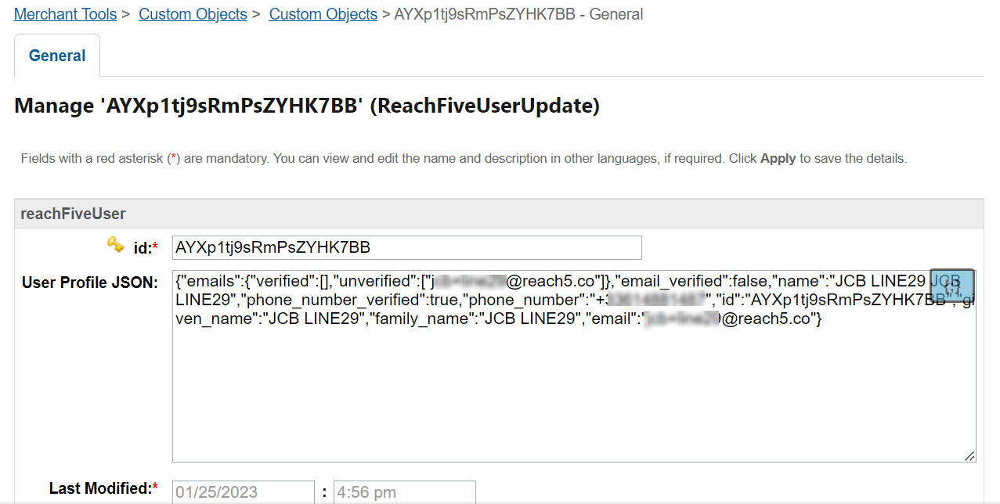 Merchant Tools > Custom Objects > Custom Objects > AYXp1tj9sRmPsZYHK7BB - General
General
Manage 'AYXp1tj9sRmPsZYHK7BB' (ReachFiveUserUpdate)
Fields with a red asterisk (*) are mandatory. You can view and edit the name and description in other languages, if required. Click Apply to save the details.
reachFiveUser
id:* AYXp1tj9sRmPsZYHK7BB
User Profile JSON: {"emails":{"verified":[],"unverified":["j @reach5.co"]},"email_verified":false,"name":"JCB LINE29 JCB
LINE29","phone_number_verified":true,"phone_number":"+ ","id":"AYXp1tj9sRmPsZYHK7BB","gi
ven_name":"JCB LINE29","family_name":"JCB LINE29","email":" @reach5.co"}
Last Modified:* 01/25/2023 : 4:56 pm